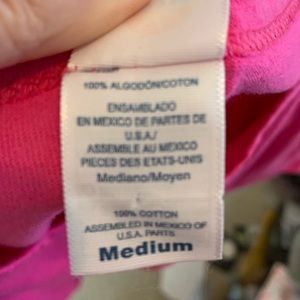 100% ALGODÓN/COTON
ENSAMBLADO
EN MEXICO DE PARTES DE
U.S.A./
ASSEMBLE AU MEXICO
PIECES DES ETATS-UNIS
Mediano/Moyen
100% COTTON
ASSEMBLED IN MEXICO OF
U.S.A. PARTS
Medium